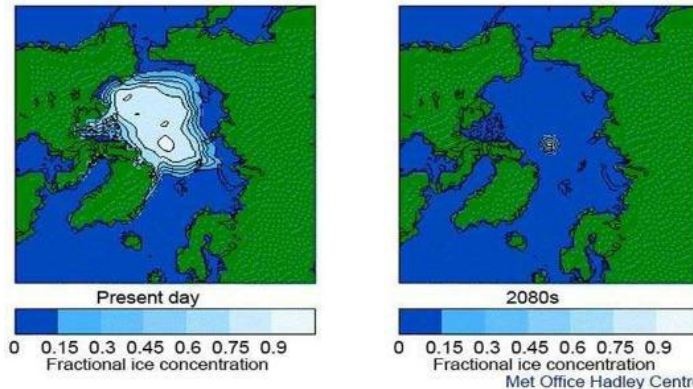 Present day
0 0.15 0.3 0.45 0.6 0.75 0.9
Fractional ice concentration
2080s
0 0.15 0.3 0.45 0.6 0.75 0.9
Fractional ice concentration
Met Office Hadley Centr